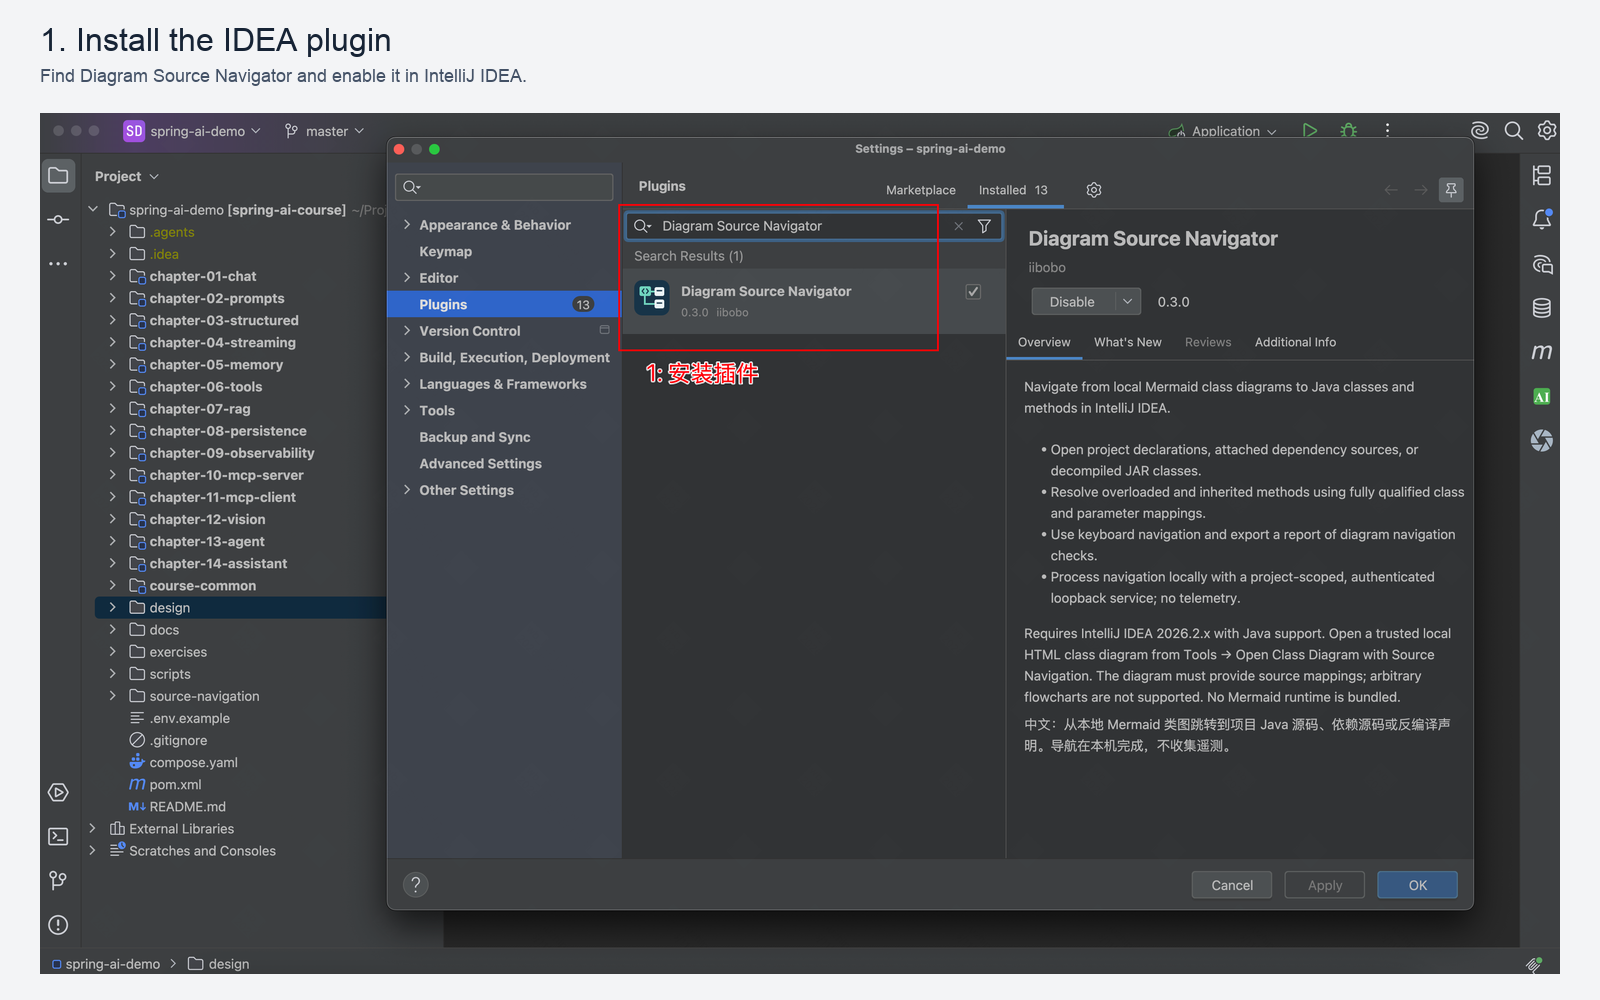 1. Install the IDEA plugin
Find Diagram Source Navigator and enable it in IntelliJ IDEA.
SD spring-ai-demo
master
Application
Settings – spring-ai-demo
Project
spring-ai-demo [spring-ai-course] ~/Proj
.agents
.idea
chapter-01-chat
chapter-02-prompts
chapter-03-structured
chapter-04-streaming
chapter-05-memory
chapter-06-tools
chapter-07-rag
chapter-08-persistence
chapter-09-observability
chapter-10-mcp-server
chapter-11-mcp-client
chapter-12-vision
chapter-13-agent
chapter-14-assistant
course-common
design
docs
exercises
scripts
source-navigation
.env.example
.gitignore
compose.yaml
m pom.xml
M↓ README.md
External Libraries
Scratches and Consoles
Appearance & Behavior
Keymap
Editor
Plugins 13
Version Control
Build, Execution, Deployment
Languages & Frameworks
Tools
Backup and Sync
Advanced Settings
Other Settings
Plugins
Marketplace
Installed 13
Diagram Source Navigator
Search Results (1)
Diagram Source Navigator
0.3.0 iibobo
1: 安装插件
Diagram Source Navigator
iibobo
Disable
0.3.0
Overview
What's New
Reviews
Additional Info
Navigate from local Mermaid class diagrams to Java classes and
methods in IntelliJ IDEA.
• Open project declarations, attached dependency sources, or
decompiled JAR classes.
• Resolve overloaded and inherited methods using fully qualified class
and parameter mappings.
• Use keyboard navigation and export a report of diagram navigation
checks.
• Process navigation locally with a project-scoped, authenticated
loopback service; no telemetry.
Requires IntelliJ IDEA 2026.2.x with Java support. Open a trusted local
HTML class diagram from Tools → Open Class Diagram with Source
Navigation. The diagram must provide source mappings; arbitrary
flowcharts are not supported. No Mermaid runtime is bundled.
中文：从本地 Mermaid 类图跳转到项目 Java 源码、依赖源码或反编译声
明。导航在本机完成，不收集遥测。
m
AI
?
Cancel
Apply
OK
spring-ai-demo
design